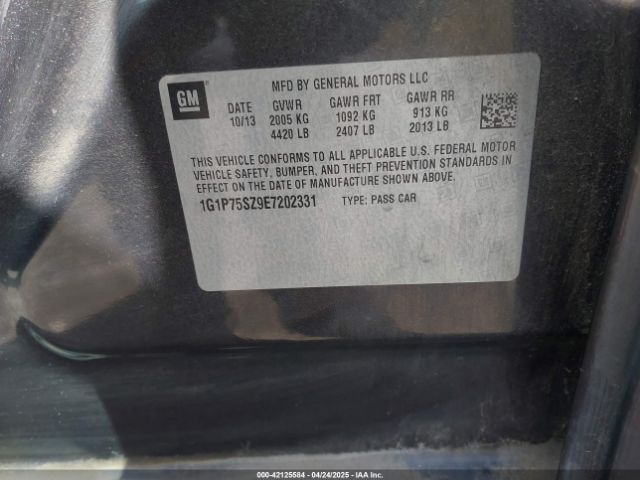 GM
MFD BY GENERAL MOTORS LLC
DATE GVWR GAWR FRT GAWR RR
10/13 2005 KG 1092 KG 913 KG
4420 LB 2407 LB 2013 LB
THIS VEHICLE CONFORMS TO ALL APPLICABLE U.S. FEDERAL MOTOR
VEHICLE SAFETY, BUMPER, AND THEFT PREVENTION STANDARDS IN
EFFECT ON THE DATE OF MANUFACTURE SHOWN ABOVE.
1G1P75SZ9E7202331 TYPE: PASS CAR
000-42125584 | 04/24/2025 - IAA Inc.